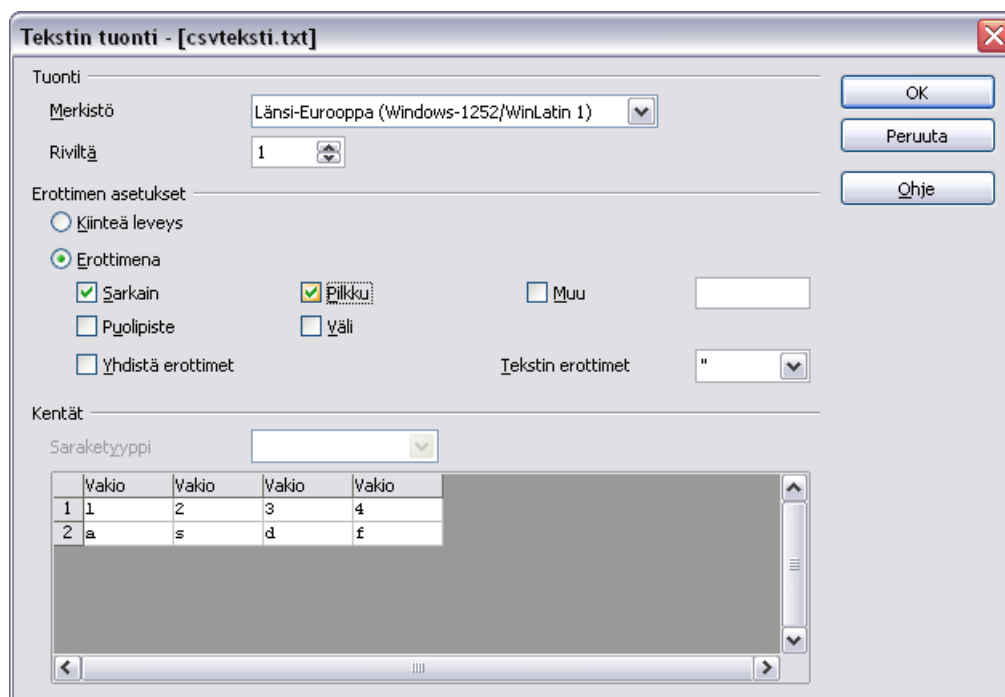 Tekstin tuonti - [csvteksti.txt]
Tuonti
Merkistö Länsi-Eurooppa (Windows-1252/WinLatin 1)
OK
Riviltä 1
Peruuta
Erottimen asetukset
Ohje
Kiinteä leveys
Erottimena
Sarkain Pilkku Muu
Puolipiste Väli
Yhdistä erottimet Tekstin erottimet "
Kentät
Saraketyyppi
Vakio Vakio Vakio Vakio
1 1 2 3 4
2 a s d f